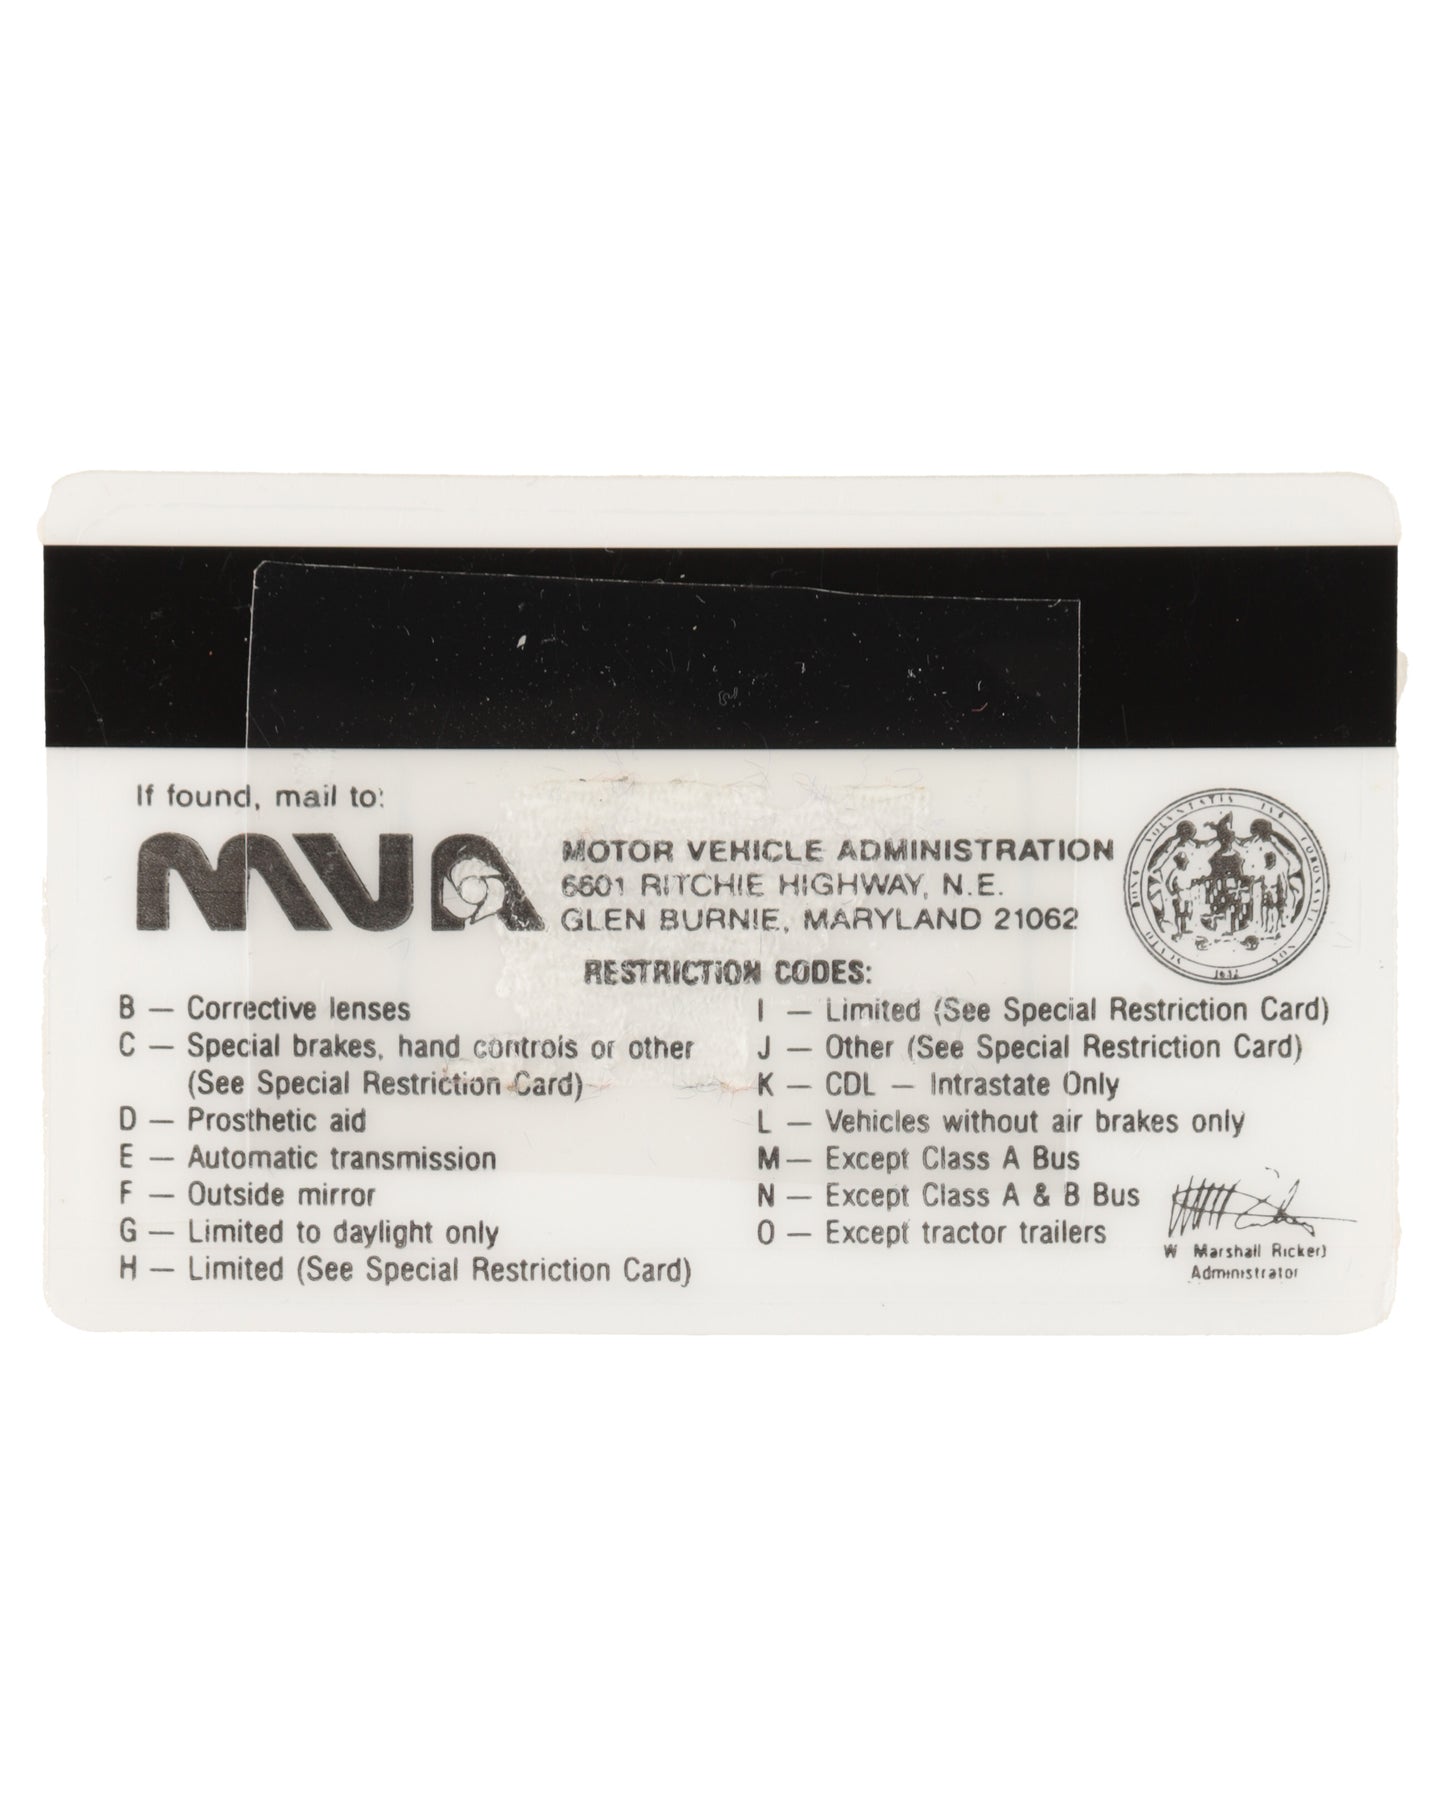 If found, mail to:
MVA
MOTOR VEHICLE ADMINISTRATION
6601 RITCHIE HIGHWAY, N.E.
GLEN BURNIE, MARYLAND 21062
RESTRICTION CODES:
B — Corrective lenses
C — Special brakes, hand controls or other
(See Special Restriction Card)
D — Prosthetic aid
E — Automatic transmission
F — Outside mirror
G — Limited to daylight only
H — Limited (See Special Restriction Card)
I — Limited (See Special Restriction Card)
J — Other (See Special Restriction Card)
K — CDL — Intrastate Only
L — Vehicles without air brakes only
M — Except Class A Bus
N — Except Class A & B Bus
O — Except tractor trailers
W Marshall Rickert
Administrator
1632